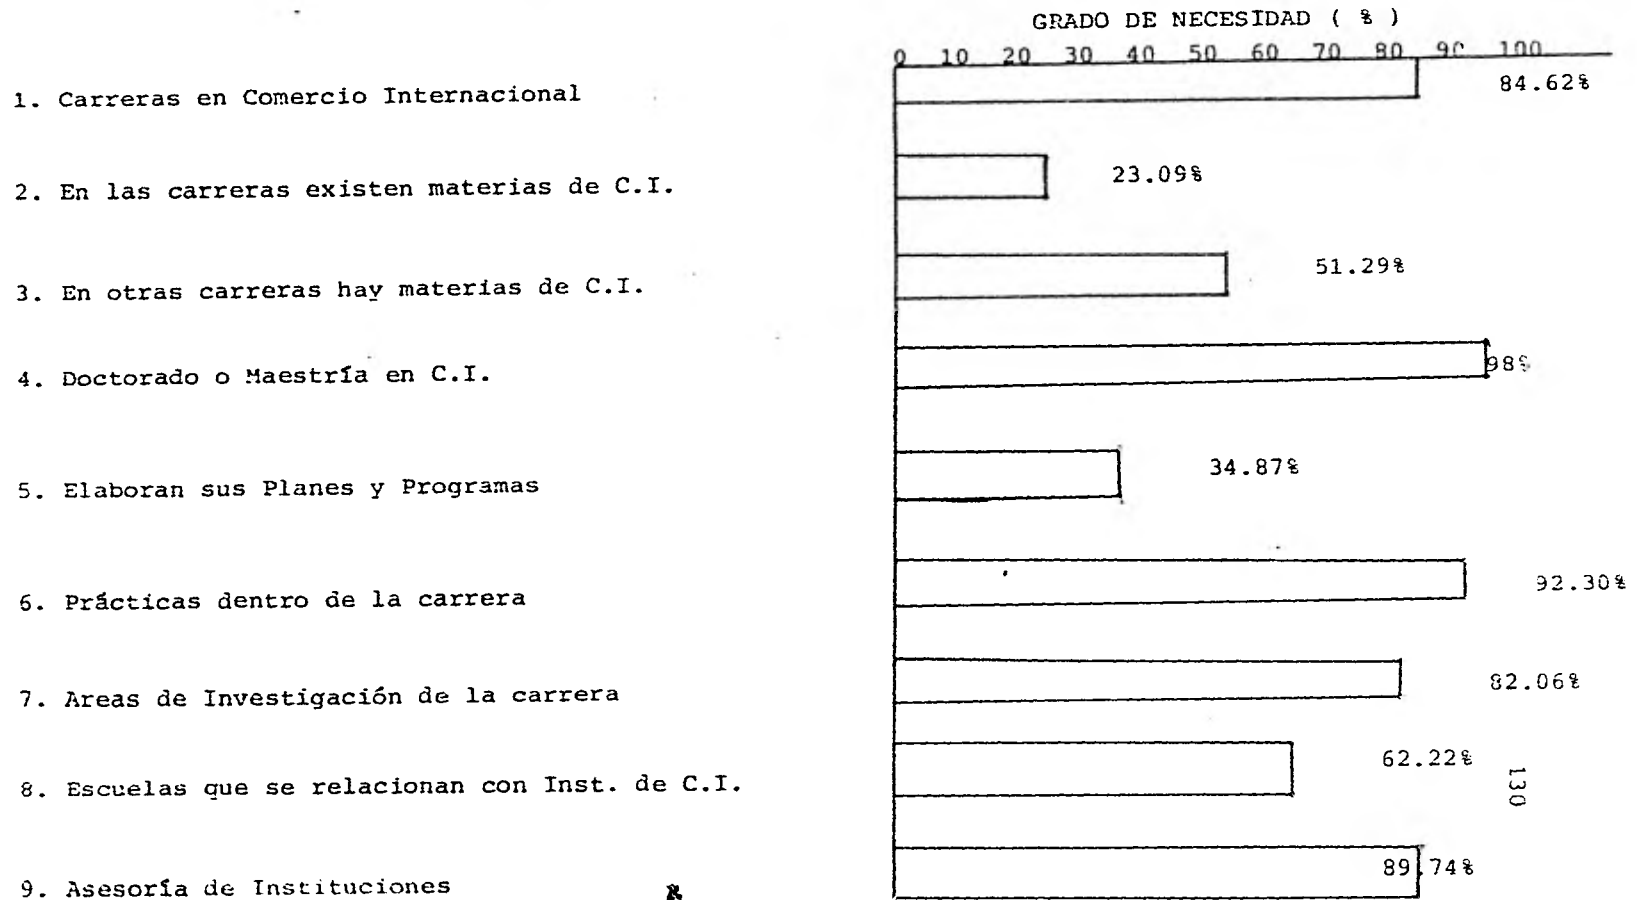 GRADO DE NECESIDAD ( % )
0 10 20 30 40 50 60 70 80 90 100
1. Carreras en Comercio Internacional 84.62%
2. En las carreras existen materias de C.I. 23.09%
3. En otras carreras hay materias de C.I. 51.29%
4. Doctorado o Maestría en C.I. 98%
5. Elaboran sus Planes y Programas 34.87%
6. Prácticas dentro de la carrera 92.30%
7. Areas de Investigación de la carrera 82.06%
8. Escuelas que se relacionan con Inst. de C.I. 62.22%
130
9. Asesoría de Instituciones 89.74%